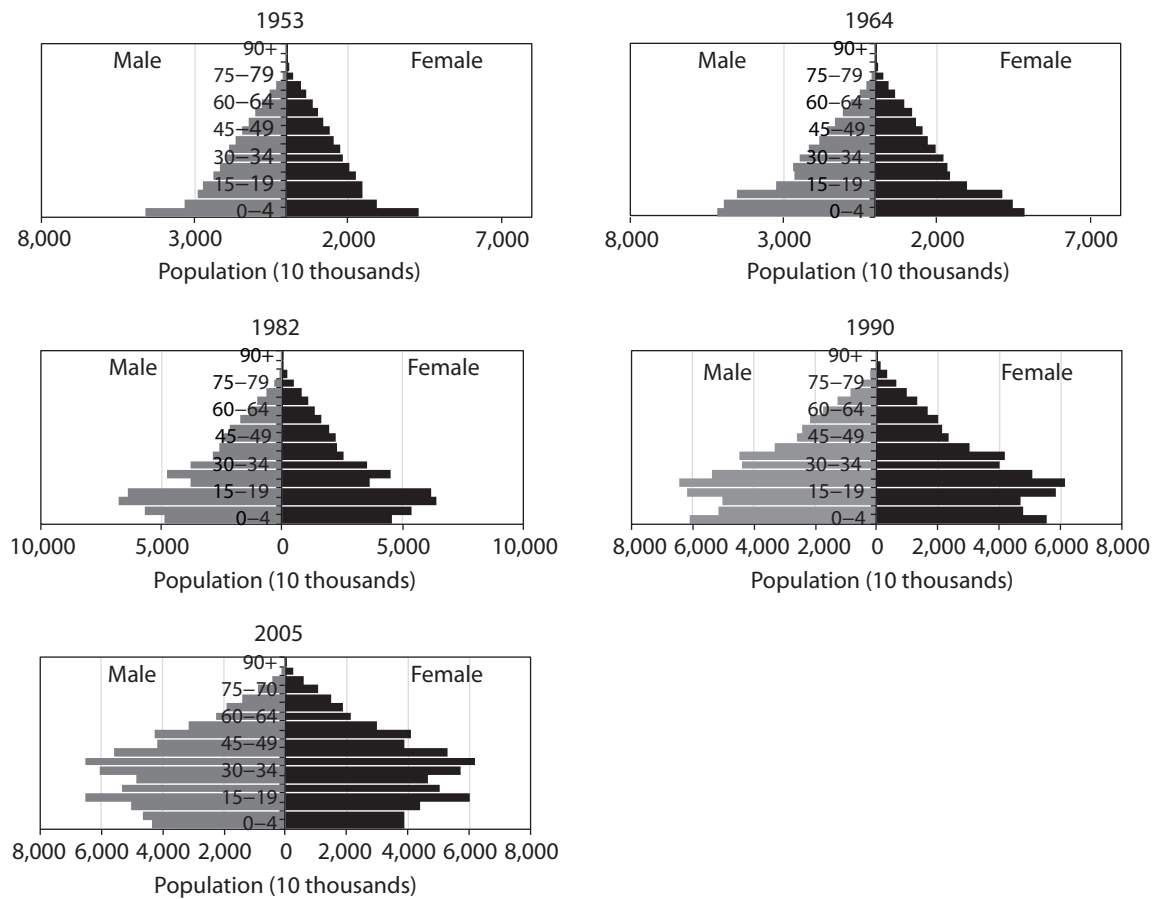 1953
Male
Female
90+
75–79
60–64
45–49
30–34
15–19
0–4
8,000 3,000 2,000 7,000
Population (10 thousands)
1964
Male
Female
90+
75–79
60–64
45–49
30–34
15–19
0–4
8,000 3,000 2,000 7,000
Population (10 thousands)
1982
Male
Female
90+
75–79
60–64
45–49
30–34
15–19
0–4
10,000 5,000 0 5,000 10,000
Population (10 thousands)
1990
Male
Female
90+
75–79
60–64
45–49
30–34
15–19
0–4
8,000 6,000 4,000 2,000 0 2,000 4,000 6,000 8,000
Population (10 thousands)
2005
Male
Female
90+
75–70
60–64
45–49
30–34
15–19
0–4
8,000 6,000 4,000 2,000 0 2,000 4,000 6,000 8,000
Population (10 thousands)